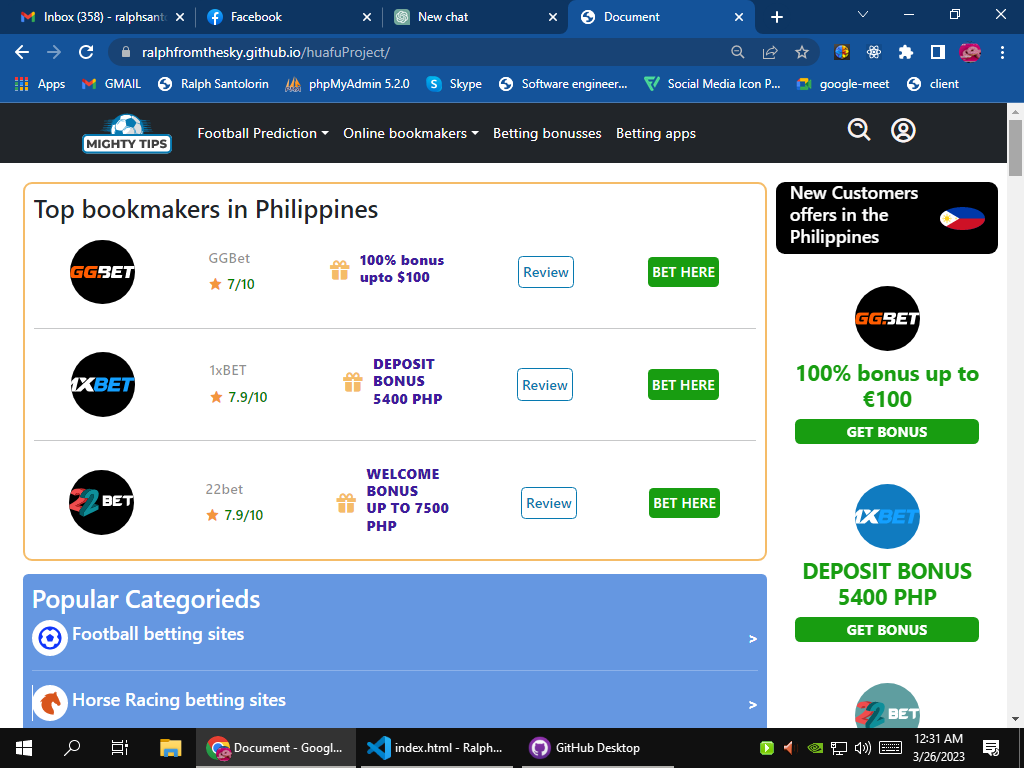 Inbox (358) - ralphsant
Facebook
New chat
Document
ralphfromthesky.github.io/huafuProject/
Apps
GMAIL
Ralph Santolorin
phpMyAdmin 5.2.0
Skype
Software engineer...
Social Media Icon P...
google-meet
client
MIGHTY TIPS
Football Prediction
Online bookmakers
Betting bonusses
Betting apps
Top bookmakers in Philippines
GGBET
GGBet
7/10
100% bonus
upto $100
Review
BET HERE
1XBET
1xBET
7.9/10
DEPOSIT
BONUS
5400 PHP
Review
BET HERE
22BET
22bet
7.9/10
WELCOME
BONUS
UP TO 7500
PHP
Review
BET HERE
Popular Categorieds
Football betting sites
>
Horse Racing betting sites
>
New Customers
offers in the
Philippines
GGBET
100% bonus up to
€100
GET BONUS
1XBET
DEPOSIT BONUS
5400 PHP
GET BONUS
22BET
Document - Googl...
index.html - Ralph...
GitHub Desktop
12:31 AM
3/26/2023